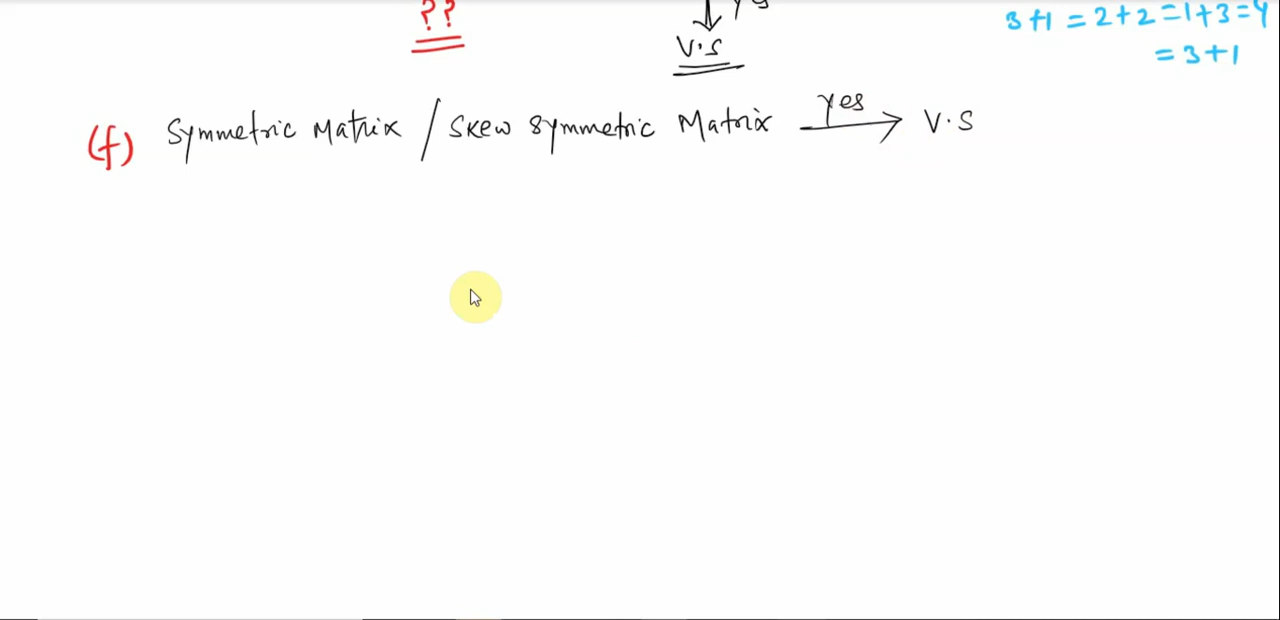 ??
V.S
3+1 = 2+2 = 1+3 = 4
= 3+1
(f) Symmetric Matrix / Skew symmetric Matrix Yes → V.S